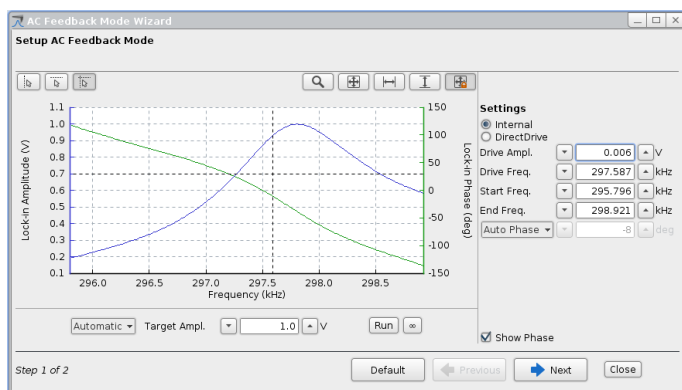 AC Feedback Mode Wizard
Setup AC Feedback Mode
1.1
1.0
0.9
0.8
0.7
0.6
0.5
0.4
0.3
0.2
0.1
Lock-in Amplitude (V)
150
100
50
0
-50
-100
-150
Lock-in Phase (deg)
296.0 296.5 297.0 297.5 298.0 298.5
Frequency (kHz)
Automatic Target Ampl. 1.0 V Run ∞
Settings
Internal
DirectDrive
Drive Ampl. 0.006 V
Drive Freq. 297.587 kHz
Start Freq. 295.796 kHz
End Freq. 298.921 kHz
Auto Phase -8 deg
Show Phase
Step 1 of 2 Default Previous Next Close